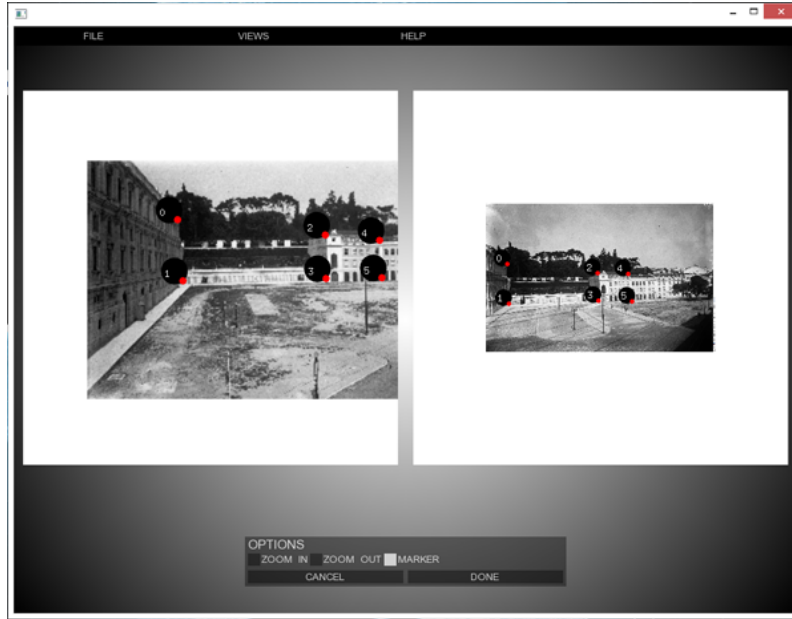 FILE VIEWS HELP
0 2 4
1 3 5
0 2 4
1 3 5
OPTIONS
ZOOM IN ZOOM OUT MARKER
CANCEL DONE